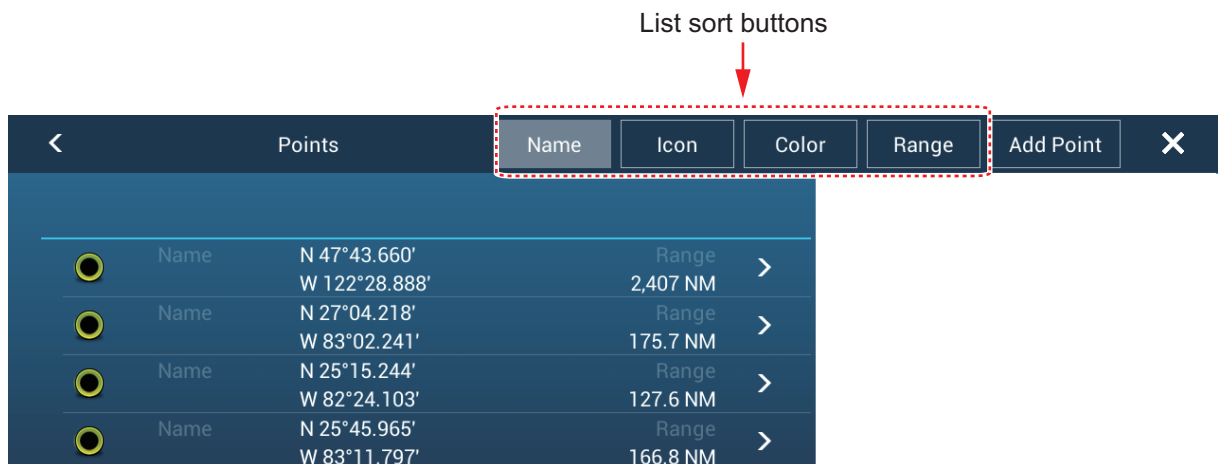 List sort buttons
Points Name Icon Color Range Add Point
Name N 47°43.660' Range
W 122°28.888' 2,407 NM
Name N 27°04.218' Range
W 83°02.241' 175.7 NM
Name N 25°15.244' Range
W 82°24.103' 127.6 NM
Name N 25°45.965' Range
W 83°11.797' 166.8 NM